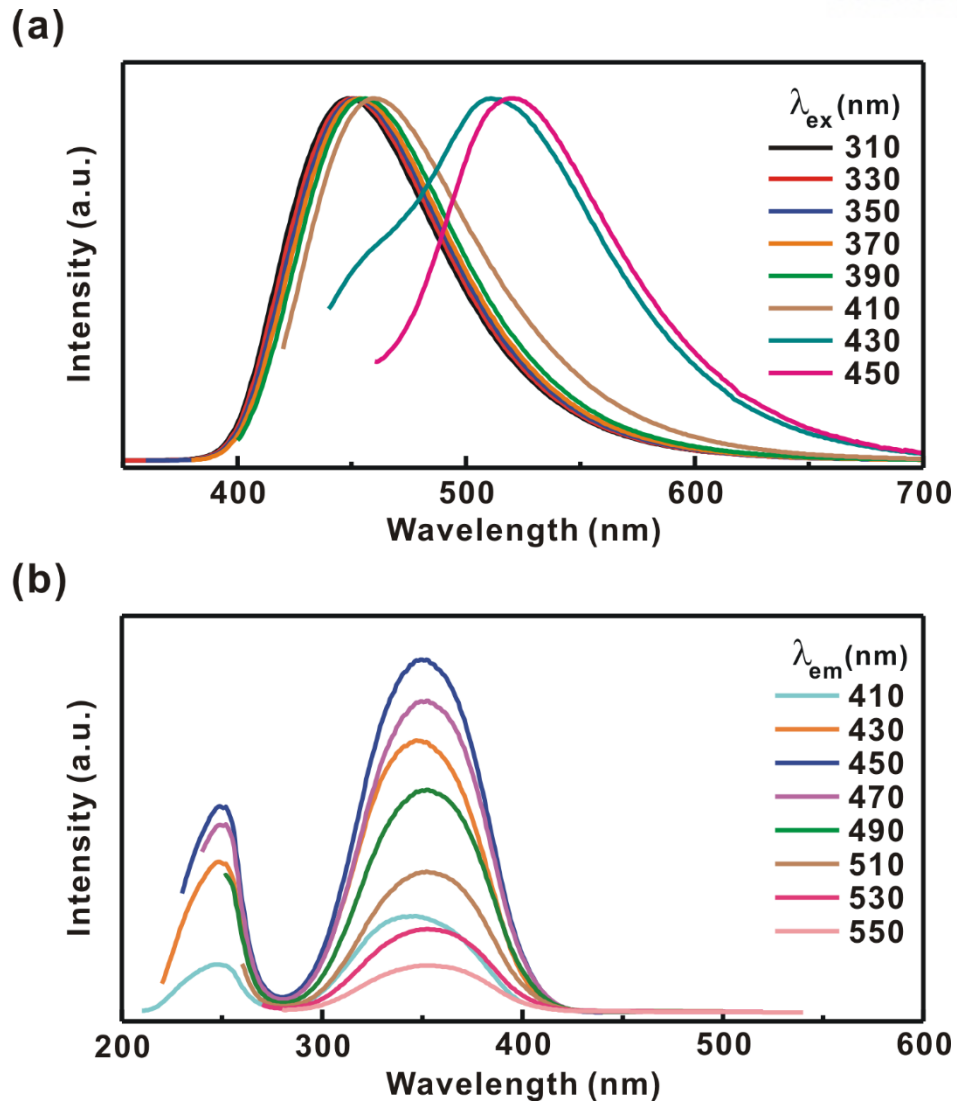 (a)
Intensity (a.u.)
λex (nm)
310
330
350
370
390
410
430
450
400 500 600 700
Wavelength (nm)
(b)
Intensity (a.u.)
λem (nm)
410
430
450
470
490
510
530
550
200 300 400 500 600
Wavelength (nm)